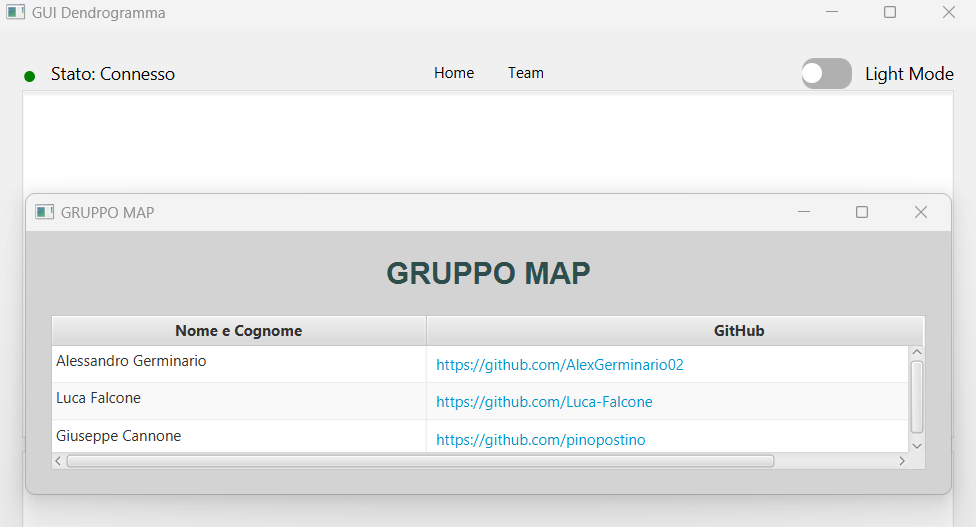 GUI Dendrogramma
Stato: Connesso Home Team Light Mode
GRUPPO MAP
GRUPPO MAP
Nome e Cognome GitHub
Alessandro Germinario https://github.com/AlexGerminario02
Luca Falcone https://github.com/Luca-Falcone
Giuseppe Cannone https://github.com/pinopostino